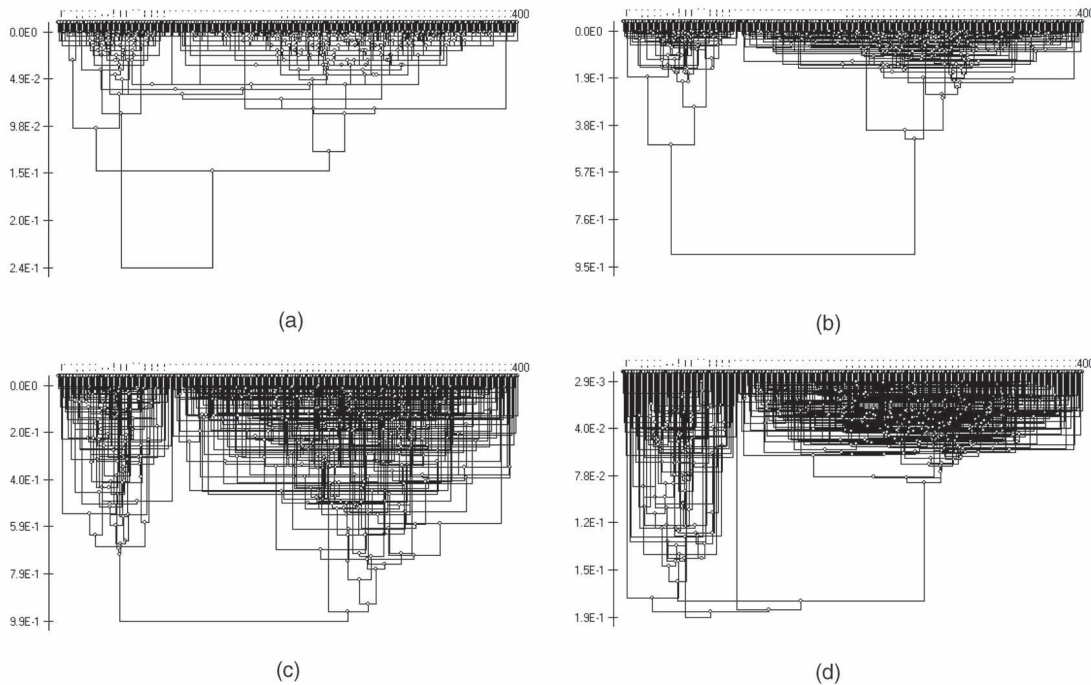 400
0.0E0
4.9E-2
9.8E-2
1.5E-1
2.0E-1
2.4E-1
(a)
400
0.0E0
1.9E-1
3.8E-1
5.7E-1
7.6E-1
9.5E-1
(b)
400
0.0E0
2.0E-1
4.0E-1
5.9E-1
7.9E-1
9.9E-1
(c)
400
2.9E-3
4.0E-2
7.8E-2
1.2E-1
1.5E-1
1.9E-1
(d)